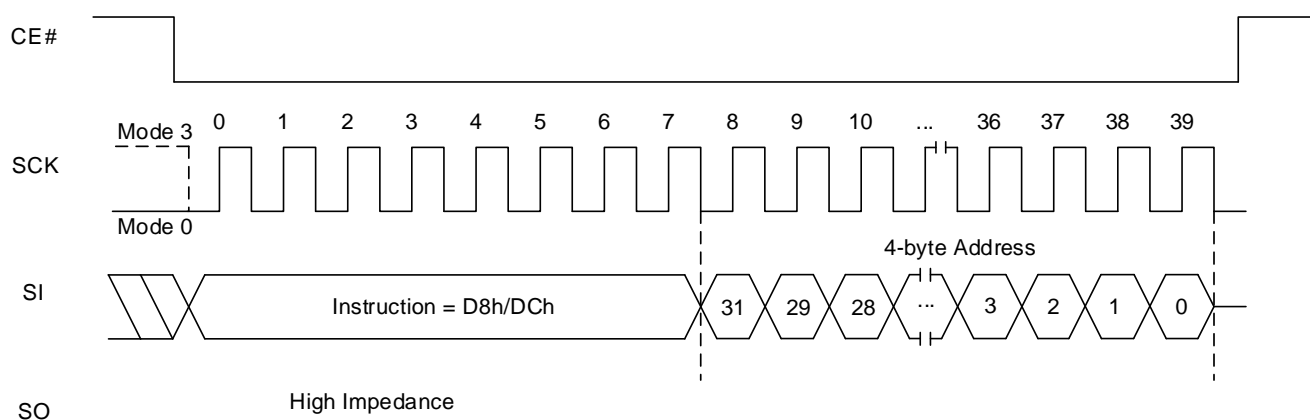 CE#
0 1 2 3 4 5 6 7 8 9 10 ... 36 37 38 39
Mode 3
SCK
Mode 0
4-byte Address
SI
Instruction = D8h/DCh 31 29 28 ... 3 2 1 0
High Impedance
SO